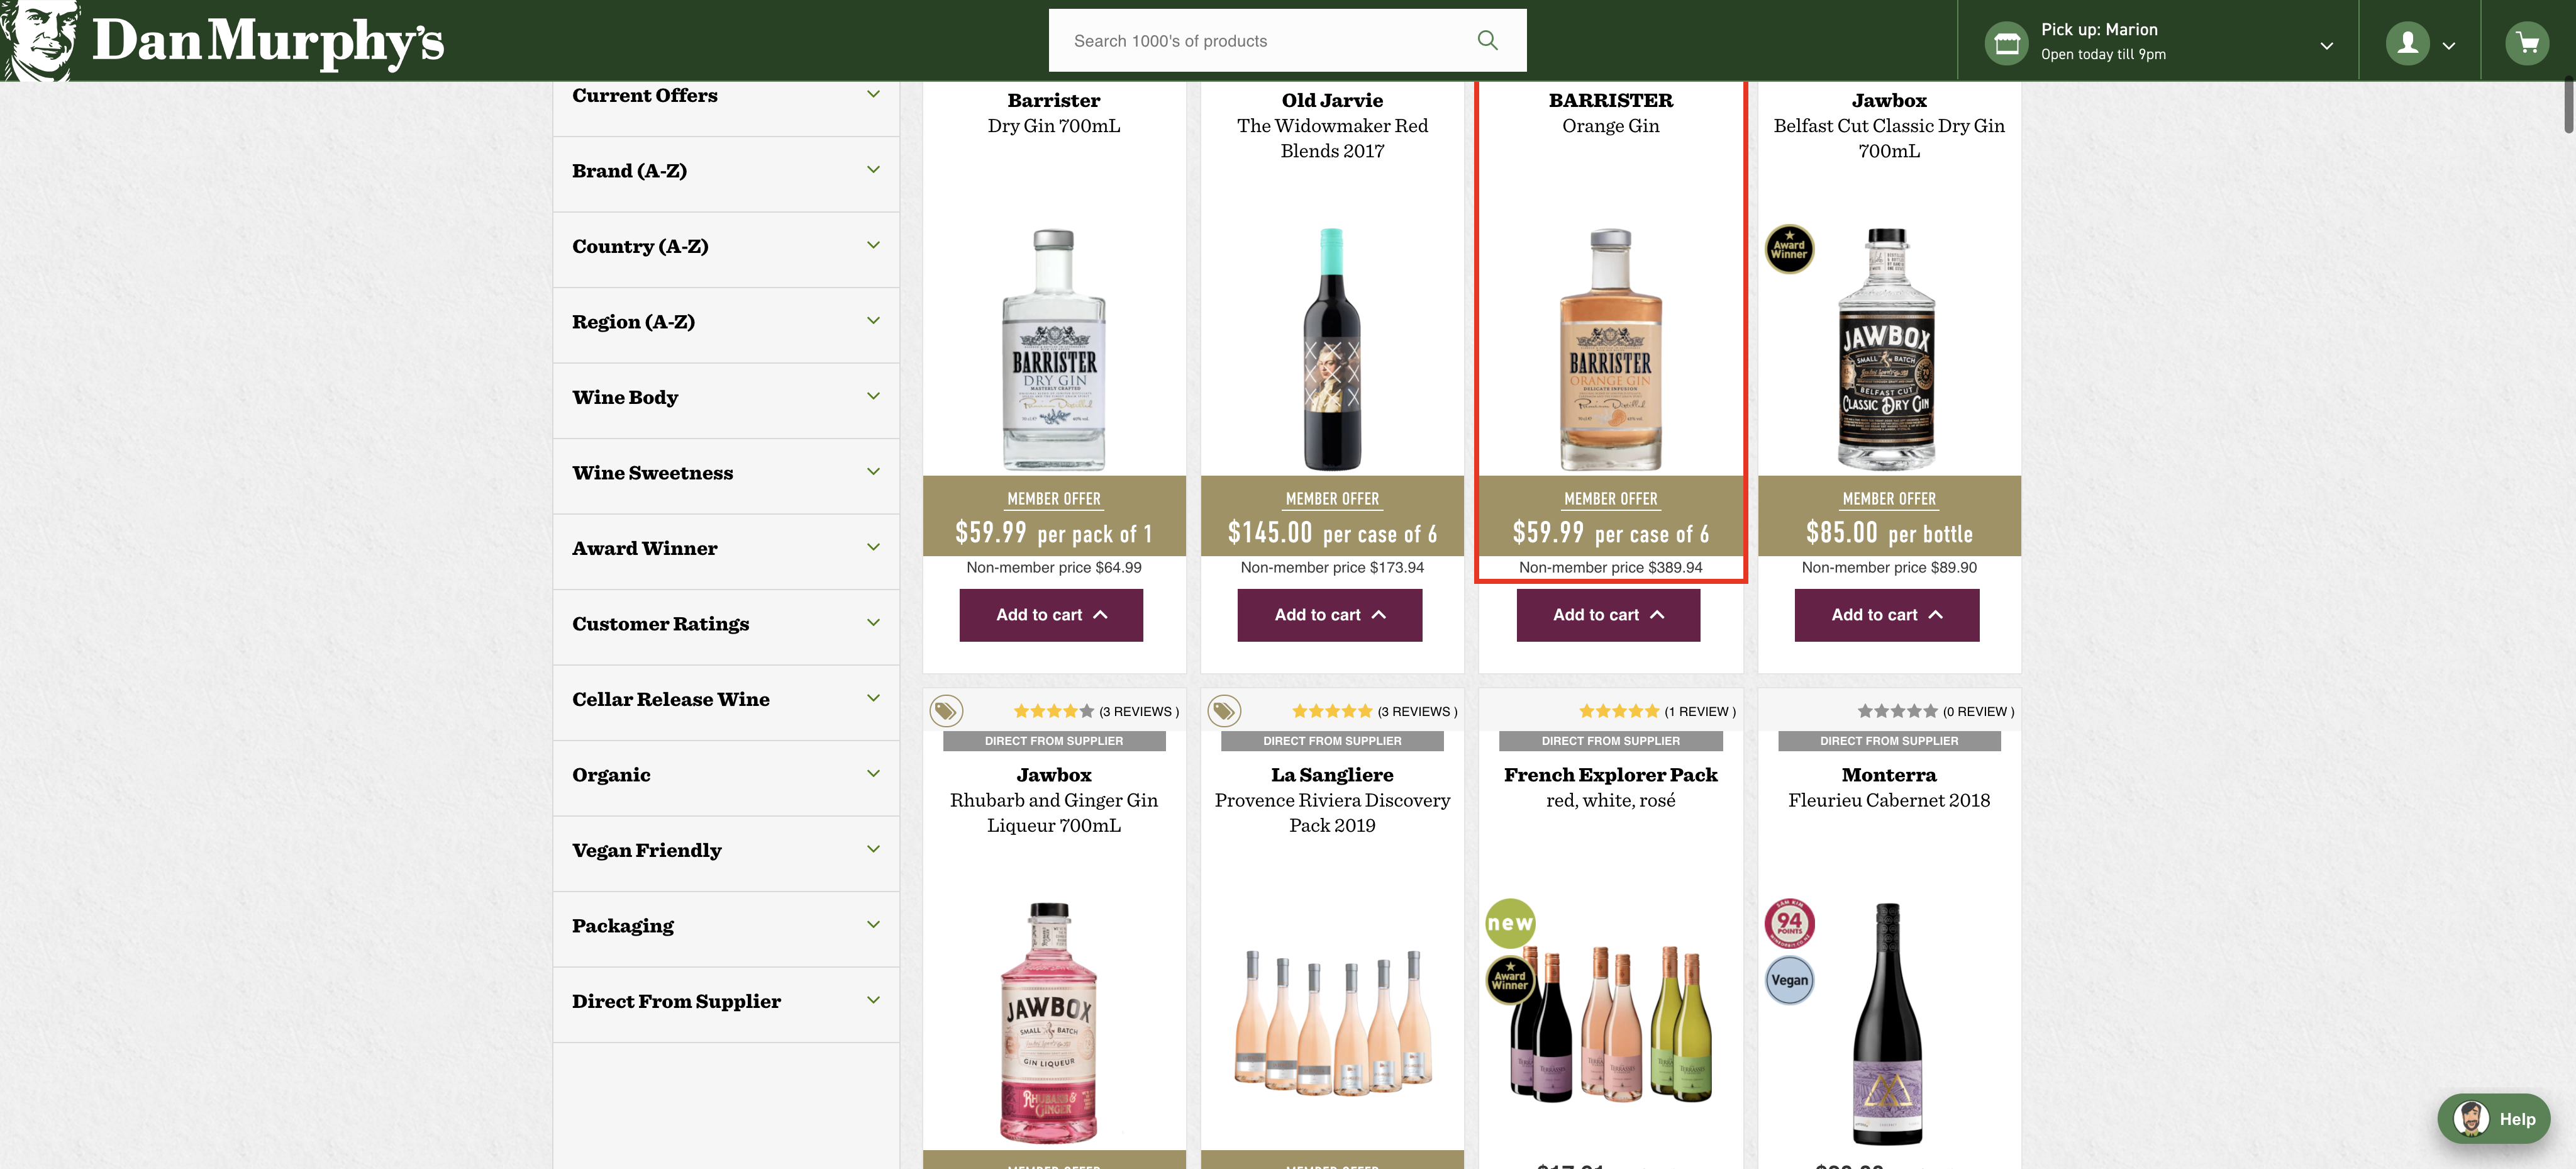 Dan Murphy's
Search 1000's of products
Pick up: Marion
Open today till 9pm
Current Offers
Brand (A-Z)
Country (A-Z)
Region (A-Z)
Wine Body
Wine Sweetness
Award Winner
Customer Ratings
Cellar Release Wine
Organic
Vegan Friendly
Packaging
Direct From Supplier
Barrister
Dry Gin 700mL
BARRISTER
DRY GIN
MASTERLY CRAFTED
MEMBER OFFER
$59.99 per pack of 1
Non-member price $64.99
Add to cart
Old Jarvie
The Widowmaker Red
Blends 2017
MEMBER OFFER
$145.00 per case of 6
Non-member price $173.94
Add to cart
BARRISTER
Orange Gin
BARRISTER
ORANGE GIN
DELICATE INFUSION
MEMBER OFFER
$59.99 per case of 6
Non-member price $389.94
Add to cart
Jawbox
Belfast Cut Classic Dry Gin
700mL
Award
Winner
JAWBOX
SMALL BATCH
BELFAST CUT
CLASSIC DRY GIN
MEMBER OFFER
$85.00 per bottle
Non-member price $89.90
Add to cart
(3 REVIEWS )
DIRECT FROM SUPPLIER
Jawbox
Rhubarb and Ginger Gin
Liqueur 700mL
JAWBOX
SMALL BATCH
GIN LIQUEUR
RHUBARB &
GINGER
MEMBER OFFER
(3 REVIEWS )
DIRECT FROM SUPPLIER
La Sangliere
Provence Riviera Discovery
Pack 2019
MEMBER OFFER
(1 REVIEW )
DIRECT FROM SUPPLIER
French Explorer Pack
red, white, rosé
new
Award
Winner
(0 REVIEW )
DIRECT FROM SUPPLIER
Monterra
Fleurieu Cabernet 2018
SAM KIM
94
POINTS
Vegan
Help